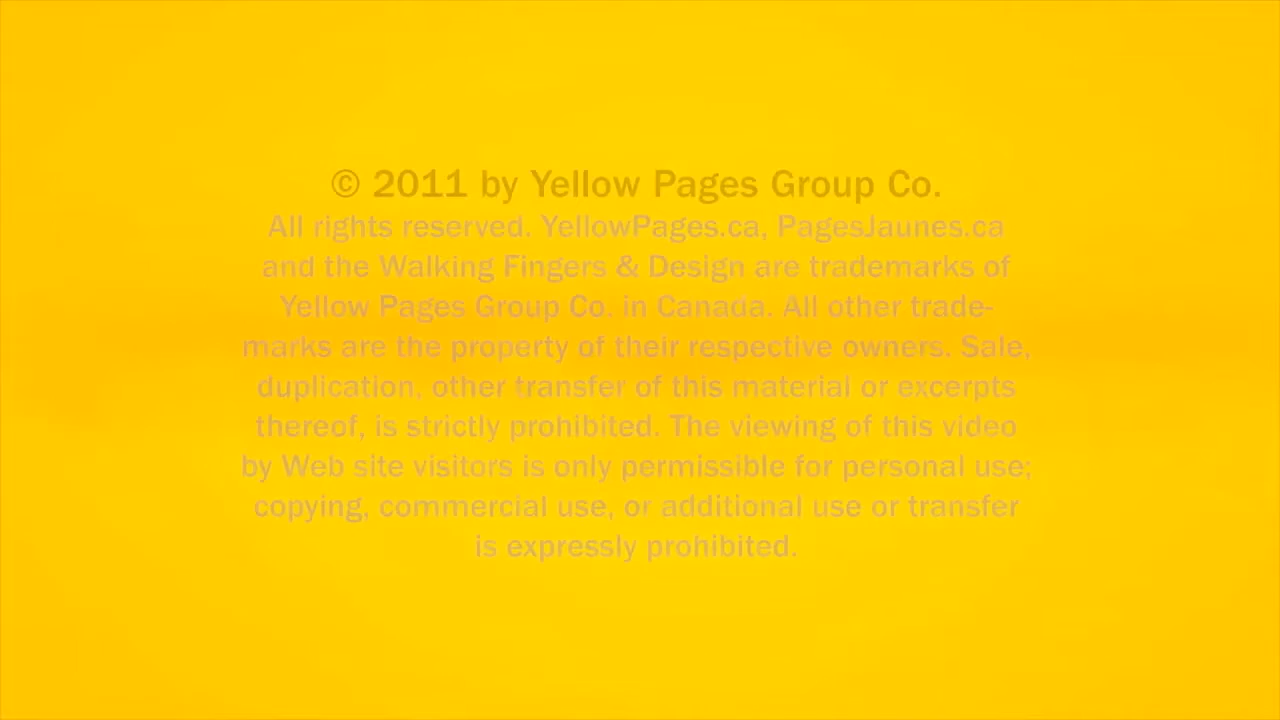 © 2011 by Yellow Pages Group Co.
All rights reserved. YellowPages.ca, PagesJaunes.ca
and the Walking Fingers & Design are trademarks of
Yellow Pages Group Co. in Canada. All other trade-
marks are the property of their respective owners. Sale,
duplication, other transfer of this material or excerpts
thereof, is strictly prohibited. The viewing of this video
by Web site visitors is only permissible for personal use;
copying, commercial use, or additional use or transfer
is expressly prohibited.